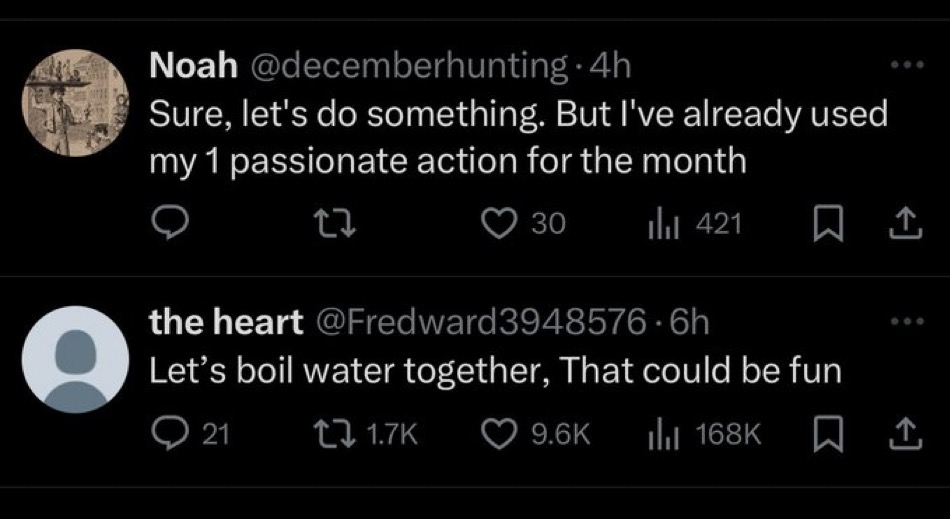 Noah @decemberhunting · 4h
Sure, let's do something. But I've already used
my 1 passionate action for the month
30 421
the heart @Fredward3948576 · 6h
Let’s boil water together, That could be fun
21 1.7K 9.6K 168K